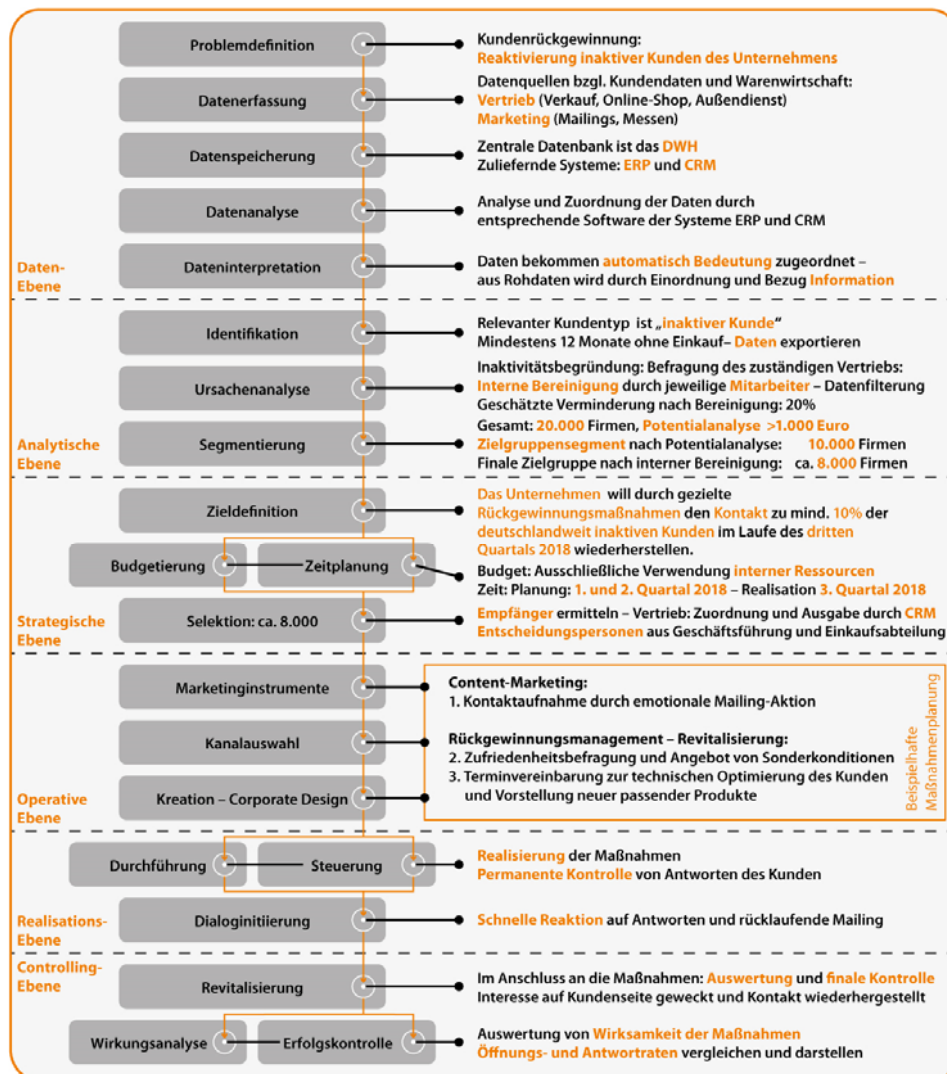 Problemdefinition
Kundenrückgewinnung:
Reaktivierung inaktiver Kunden des Unternehmens
Datenerfassung
Datenquellen bzgl. Kundendaten und Warenwirtschaft:
Vertrieb (Verkauf, Online-Shop, Außendienst)
Marketing (Mailings, Messen)
Datenspeicherung
Zentrale Datenbank ist das DWH
Zuliefernde Systeme: ERP und CRM
Datenanalyse
Analyse und Zuordnung der Daten durch
entsprechende Software der Systeme ERP und CRM
Daten-
Ebene
Dateninterpretation
Daten bekommen automatisch Bedeutung zugeordnet –
aus Rohdaten wird durch Einordnung und Bezug Information
Identifikation
Relevanter Kundentyp ist „inaktiver Kunde“
Mindestens 12 Monate ohne Einkauf– Daten exportieren
Ursachenanalyse
Inaktivitätsbegründung: Befragung des zuständigen Vertriebs:
Interne Bereinigung durch jeweilige Mitarbeiter – Datenfilterung
Geschätzte Verminderung nach Bereinigung: 20%
Analytische
Ebene
Segmentierung
Gesamt: 20.000 Firmen, Potentialanalyse >1.000 Euro
Zielgruppensegment nach Potentialanalyse: 10.000 Firmen
Finale Zielgruppe nach interner Bereinigung: ca. 8.000 Firmen
Zieldefinition
Das Unternehmen will durch gezielte
Rückgewinnungsmaßnahmen den Kontakt zu mind. 10% der
deutschlandweit inaktiven Kunden im Laufe des dritten
Quartals 2018 wiederherstellen.
Budgetierung
Zeitplanung
Budget: Ausschließliche Verwendung interner Ressourcen
Zeit: Planung: 1. und 2. Quartal 2018 – Realisation 3. Quartal 2018
Strategische
Ebene
Selektion: ca. 8.000
Empfänger ermitteln – Vertrieb: Zuordnung und Ausgabe durch CRM
Entscheidungspersonen aus Geschäftsführung und Einkaufsabteilung
Marketinginstrumente
Content-Marketing:
1. Kontaktaufnahme durch emotionale Mailing-Aktion
Kanalauswahl
Rückgewinnungsmanagement – Revitalisierung:
2. Zufriedenheitsbefragung und Angebot von Sonderkonditionen
3. Terminvereinbarung zur technischen Optimierung des Kunden
und Vorstellung neuer passender Produkte
Beispielhafte
Maßnahmenplanung
Operative
Ebene
Kreation – Corporate Design
Durchführung
Steuerung
Realisierung der Maßnahmen
Permanente Kontrolle von Antworten des Kunden
Realisations-
Ebene
Dialoginitiierung
Schnelle Reaktion auf Antworten und rücklaufende Mailing
Controlling-
Ebene
Revitalisierung
Im Anschluss an die Maßnahmen: Auswertung und finale Kontrolle
Interesse auf Kundenseite geweckt und Kontakt wiederhergestellt
Wirkungsanalyse
Erfolgskontrolle
Auswertung von Wirksamkeit der Maßnahmen
Öffnungs- und Antwortraten vergleichen und darstellen